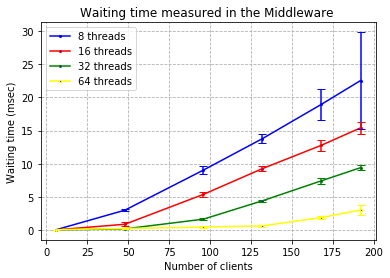 Waiting time measured in the Middleware
8 threads
16 threads
32 threads
64 threads
Waiting time (msec)
30
25
20
15
10
5
0
0 25 50 75 100 125 150 175 200
Number of clients